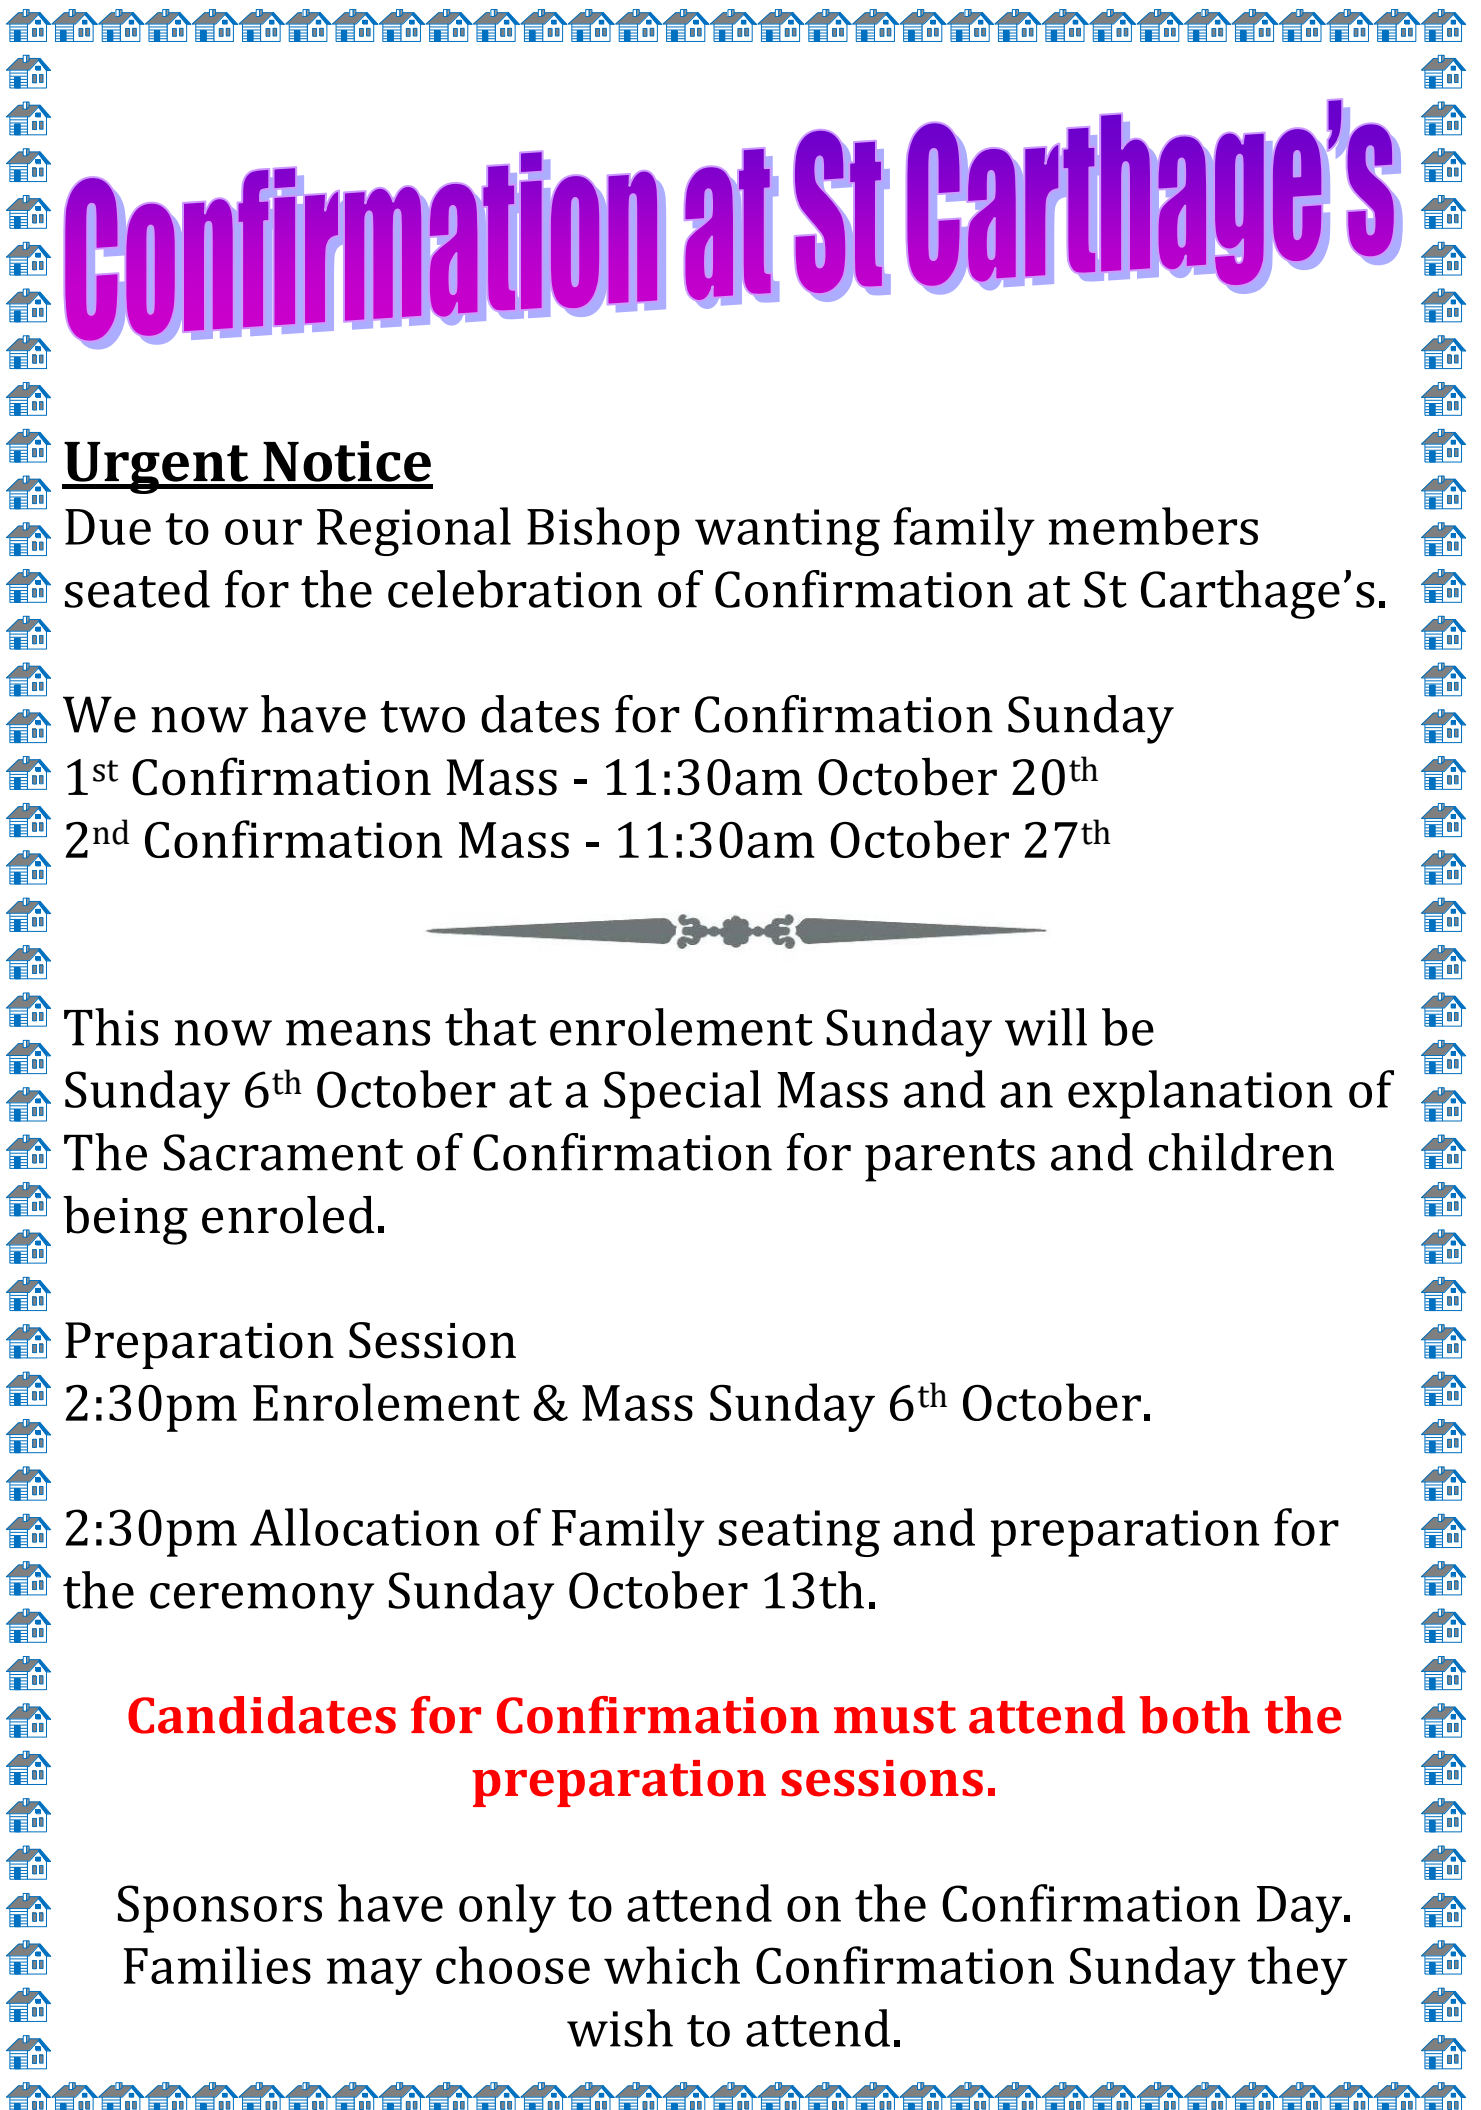 Confirmation at St Carthage’s
Urgent Notice
Due to our Regional Bishop wanting family members
seated for the celebration of Confirmation at St Carthage’s.
We now have two dates for Confirmation Sunday
1st Confirmation Mass - 11:30am October 20th
2nd Confirmation Mass - 11:30am October 27th
This now means that enrolement Sunday will be
Sunday 6th October at a Special Mass and an explanation of
The Sacrament of Confirmation for parents and children
being enroled.
Preparation Session
2:30pm Enrolement & Mass Sunday 6th October.
2:30pm Allocation of Family seating and preparation for
the ceremony Sunday October 13th.
Candidates for Confirmation must attend both the
preparation sessions.
Sponsors have only to attend on the Confirmation Day.
Families may choose which Confirmation Sunday they
wish to attend.